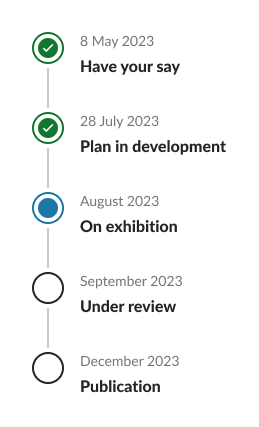 8 May 2023
Have your say
28 July 2023
Plan in development
August 2023
On exhibition
September 2023
Under review
December 2023
Publication